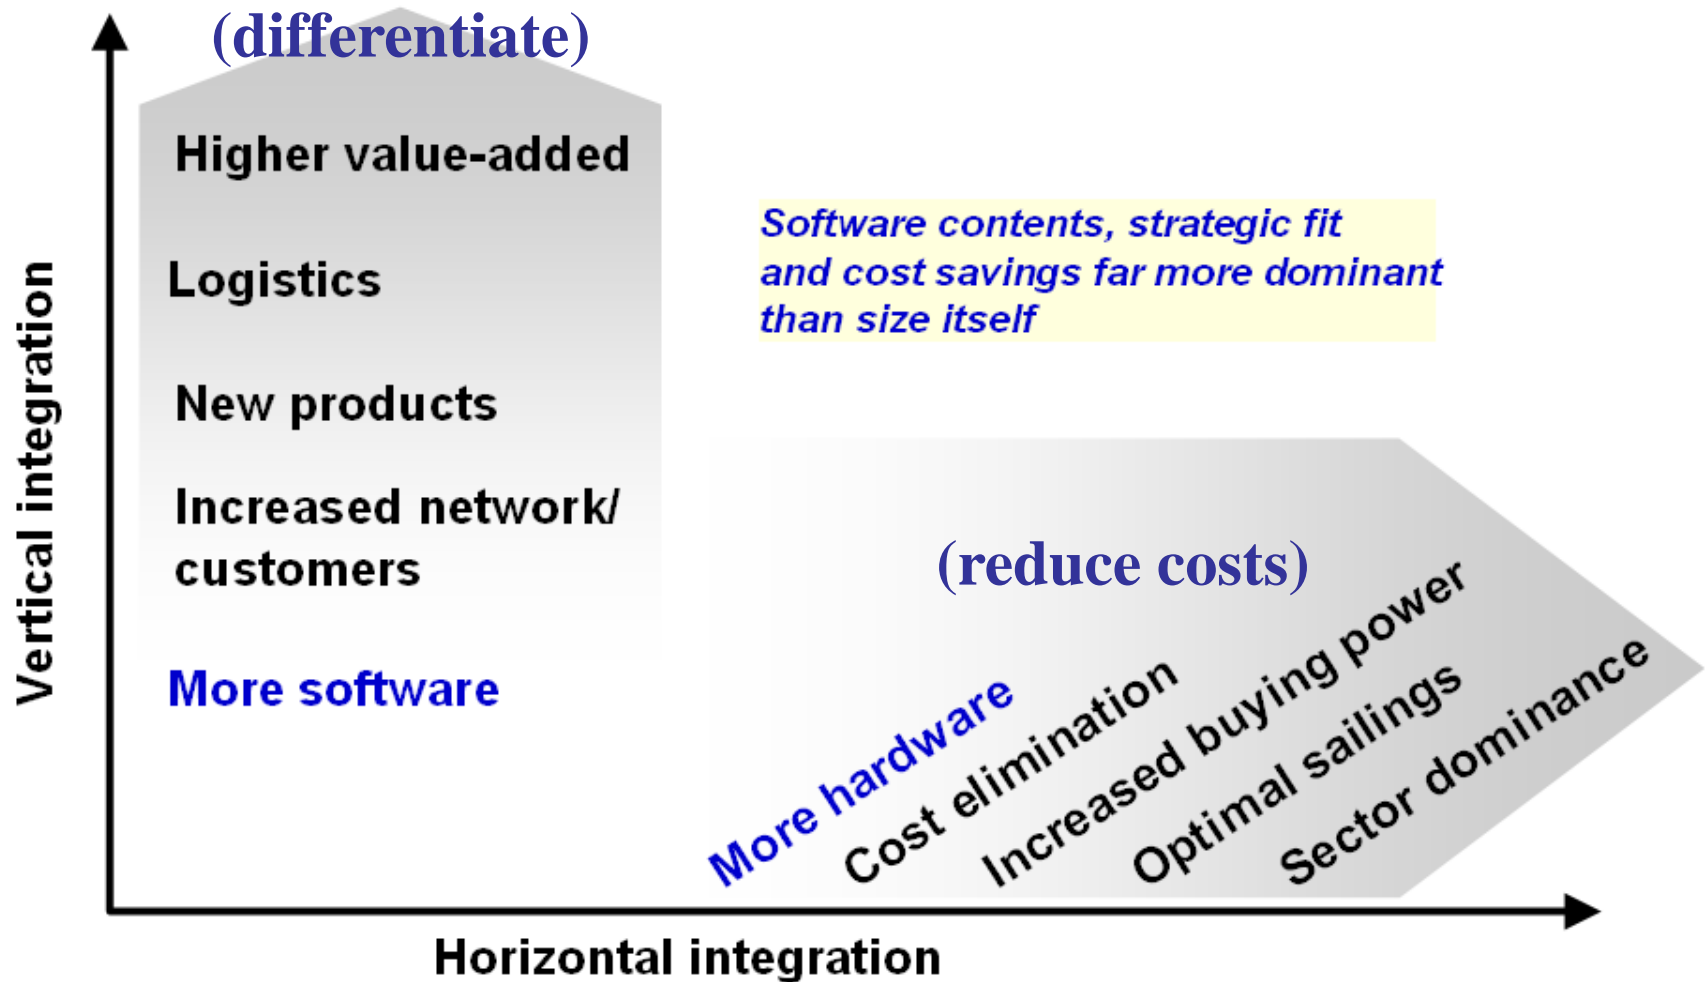 (differentiate)
Higher value-added
Logistics
New products
Increased network/
customers
More software
Software contents, strategic fit
and cost savings far more dominant
than size itself
(reduce costs)
More hardware
Cost elimination
Increased buying power
Optimal sailings
Sector dominance
Vertical integration
Horizontal integration